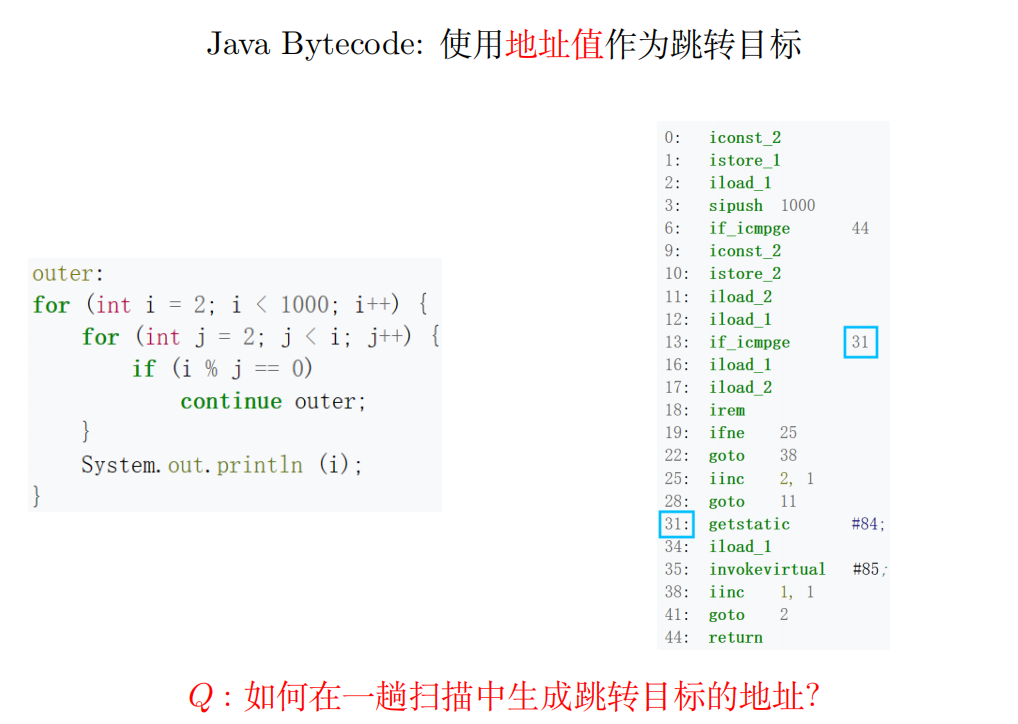 Java Bytecode: 使用地址值作为跳转目标
outer:
for (int i = 2; i < 1000; i++) {
for (int j = 2; j < i; j++) {
if (i % j == 0)
continue outer;
}
System.out.println (i);
}
0: iconst_2
1: istore_1
2: iload_1
3: sipush 1000
6: if_icmpge 44
9: iconst_2
10: istore_2
11: iload_2
12: iload_1
13: if_icmpge 31
16: iload_1
17: iload_2
18: irem
19: ifne 25
22: goto 38
25: iinc 2, 1
28: goto 11
31: getstatic #84;
34: iload_1
35: invokevirtual #85;
38: iinc 1, 1
41: goto 2
44: return
Q : 如何在一趟扫描中生成跳转目标的地址?